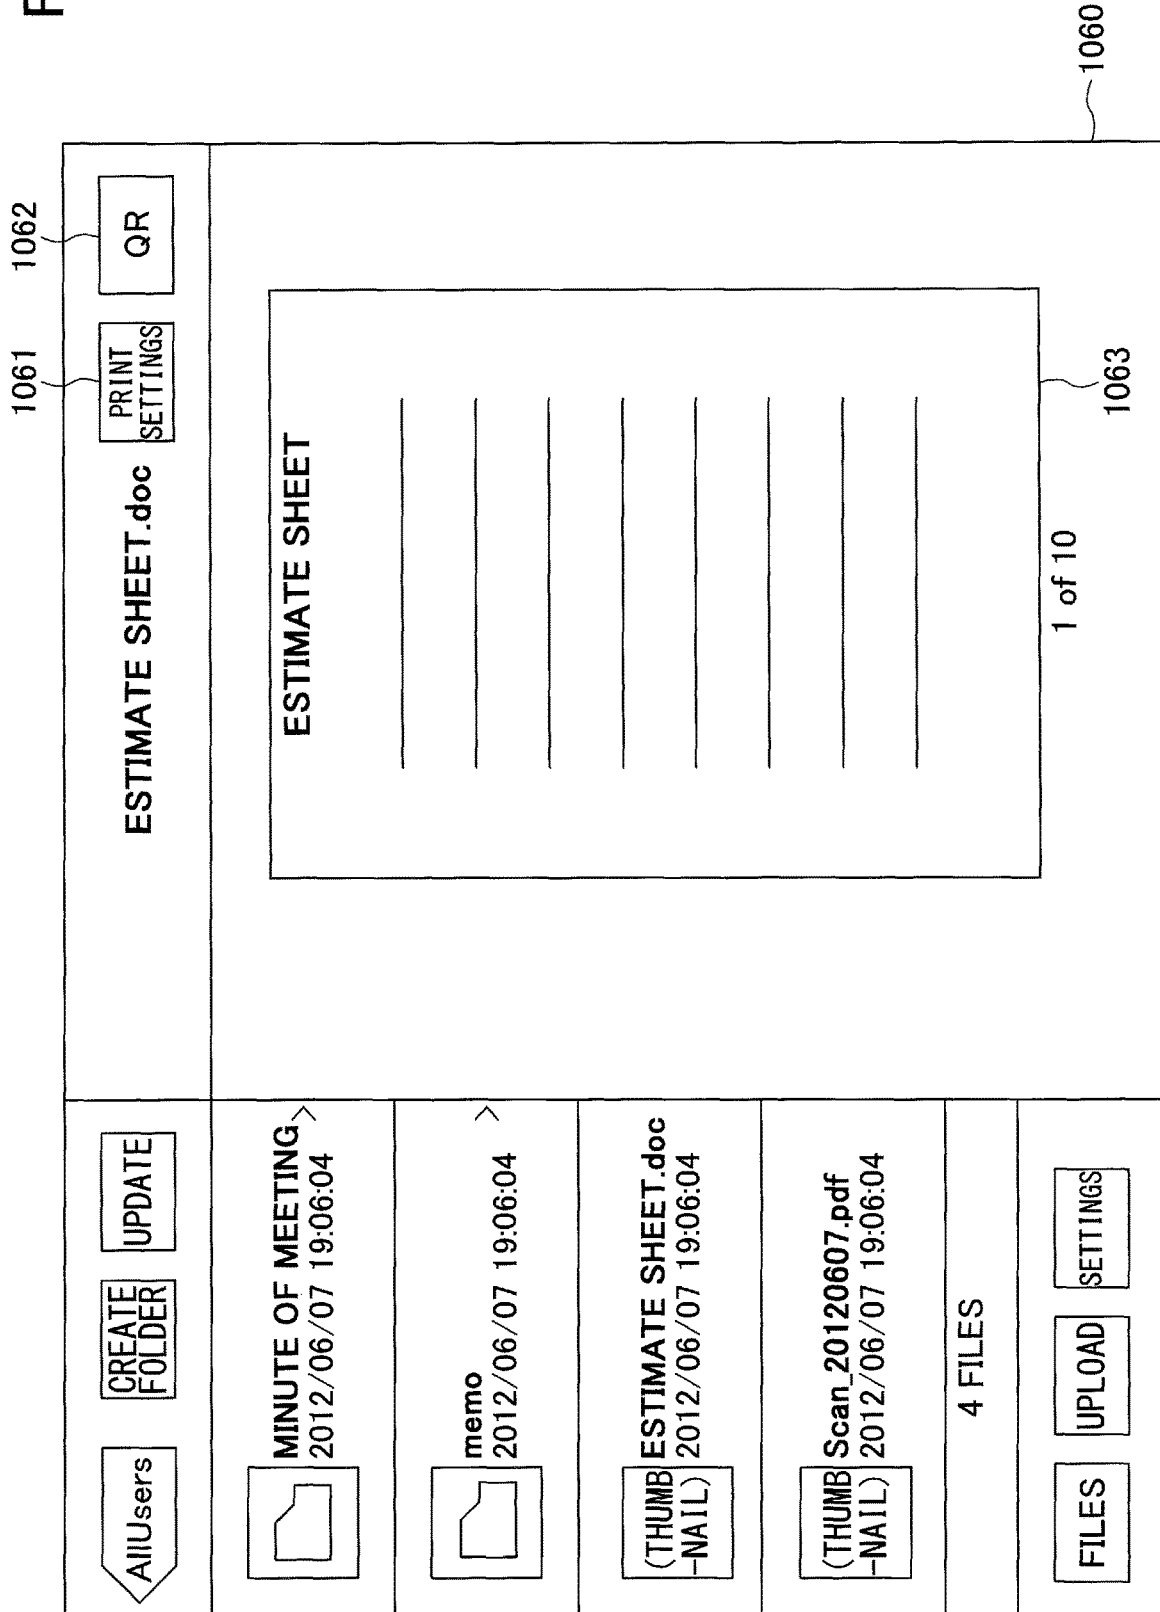 F
1060
AllUsers
CREATE
FOLDER
UPDATE
ESTIMATE SHEET.doc
PRINT
SETTINGS
1061
QR
1062
MINUTE OF MEETING >
2012/06/07 19:06:04
memo
2012/06/07 19:06:04 >
(THUMB
-NAIL)
ESTIMATE SHEET.doc
2012/06/07 19:06:04
(THUMB
-NAIL)
Scan_20120607.pdf
2012/06/07 19:06:04
4 FILES
FILES
UPLOAD
SETTINGS
ESTIMATE SHEET
1063
1 of 10